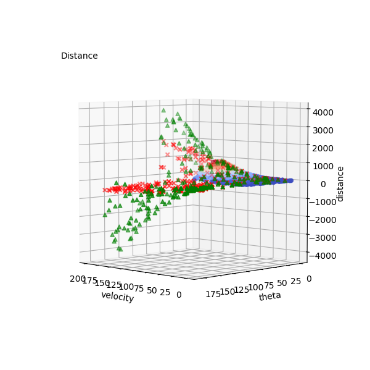 Distance
4000
3000
2000
1000
0
−1000
−2000
−3000
−4000
distance
200 175 150 125 100 75 50 25 0
velocity
175 150 125 100 75 50 25 0
theta